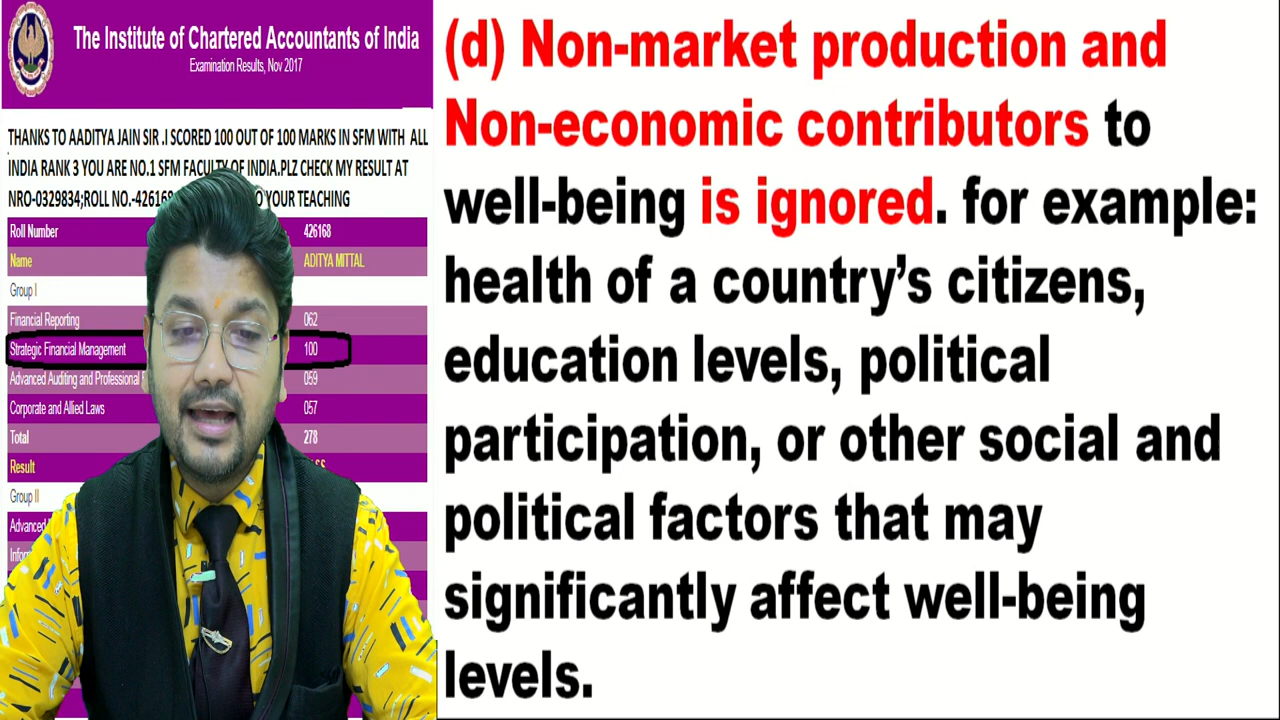 The Institute of Chartered Accountants of India
Examination Results, Nov 2017
THANKS TO AADITYA JAIN SIR .I SCORED 100 OUT OF 100 MARKS IN SFM WITH ALL
INDIA RANK 3 YOU ARE NO.1 SFM FACULTY OF INDIA.PLZ CHECK MY RESULT AT
NRO-0329834;ROLL NO.-426168 YOUR TEACHING
Roll Number 426168
Name ADITYA MITTAL
Group I
Financial Reporting 062
Strategic Financial Management 100
Advanced Auditing and Professional 059
Corporate and Allied Laws 057
Total 278
Result
Group II
Advanced
(d) Non-market production and
Non-economic contributors to
well-being is ignored. for example:
health of a country’s citizens,
education levels, political
participation, or other social and
political factors that may
significantly affect well-being
levels.